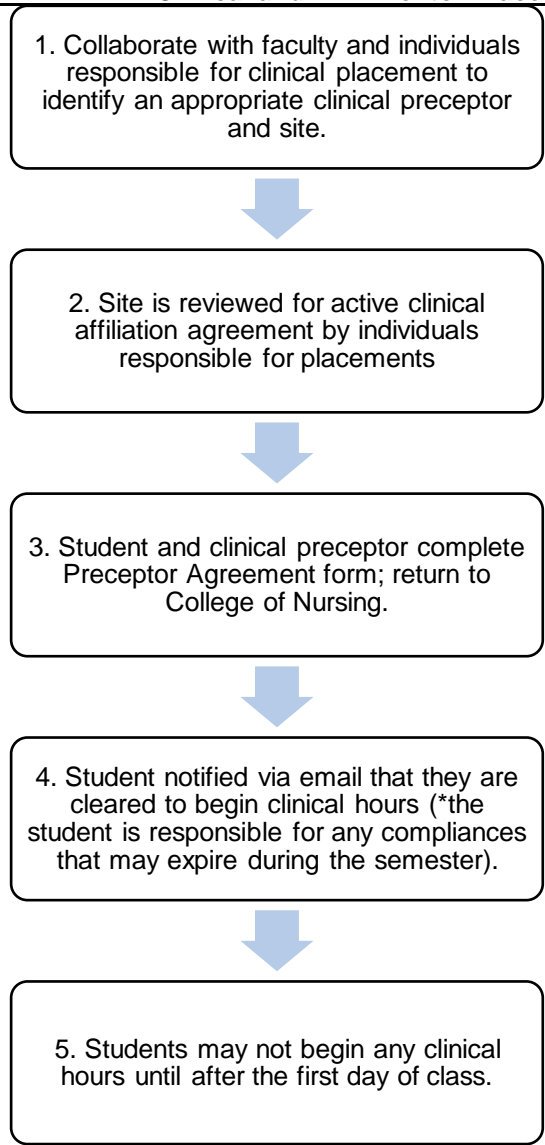 1. Collaborate with faculty and individuals
responsible for clinical placement to
identify an appropriate clinical preceptor
and site.
2. Site is reviewed for active clinical
affiliation agreement by individuals
responsible for placements
3. Student and clinical preceptor complete
Preceptor Agreement form; return to
College of Nursing.
4. Student notified via email that they are
cleared to begin clinical hours (*the
student is responsible for any compliances
that may expire during the semester).
5. Students may not begin any clinical
hours until after the first day of class.